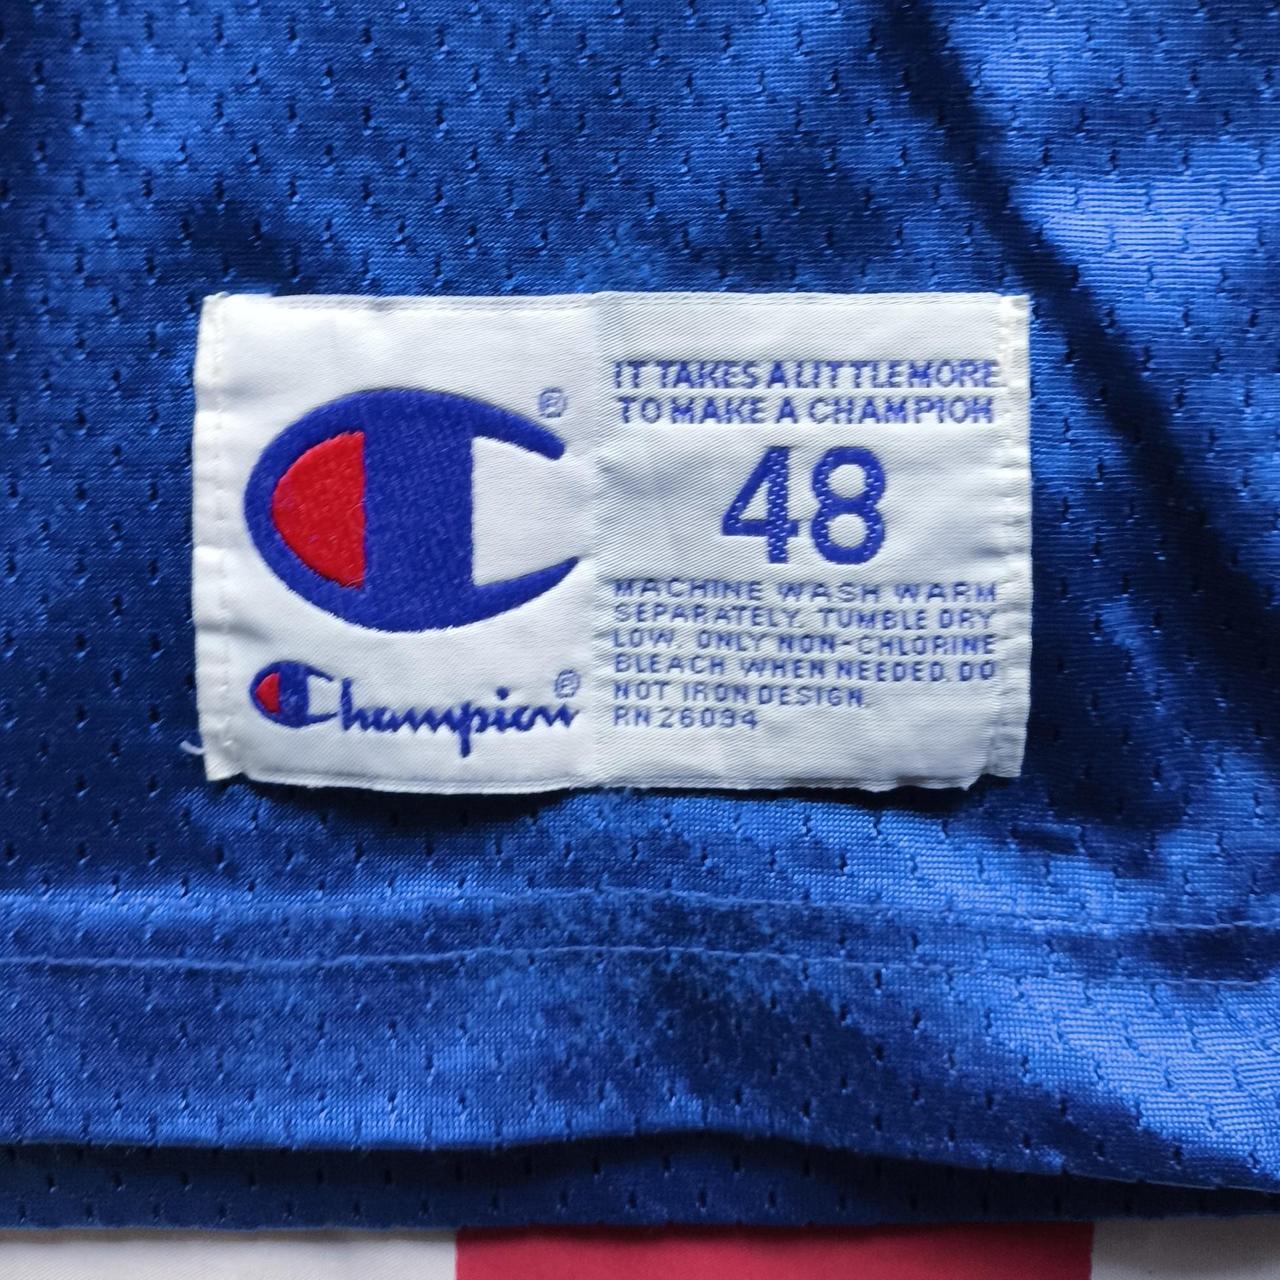 Champion®
IT TAKES A LITTLE MORE
TO MAKE A CHAMPION
48
MACHINE WASH WARM
SEPARATELY. TUMBLE DRY
LOW. ONLY NON-CHLORINE
BLEACH WHEN NEEDED. DO
NOT IRON DESIGN.
RN 26094